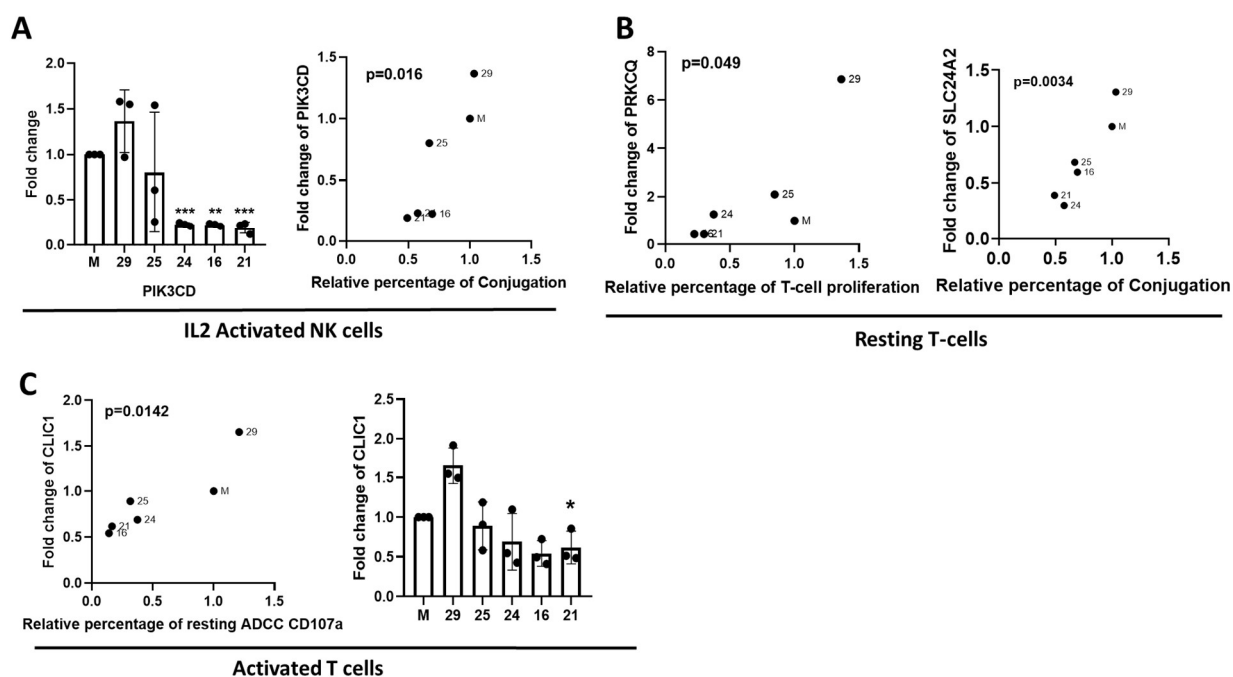 A
2.0
1.5
1.0
0.5
0.0
Fold change
*** ** ***
M 29 25 24 16 21
PIK3CD
1.5
1.0
0.5
0.0
Fold change of PIK3CD
p=0.016
29
M
25
16
21
0.0 0.5 1.0 1.5
Relative percentage of Conjugation
IL2 Activated NK cells
B
8
6
4
2
0
Fold change of PRKCQ
p=0.049
29
25
24
M
21
0.0 0.5 1.0 1.5
Relative percentage of T-cell proliferation
1.5
1.0
0.5
0.0
Fold change of SLC24A2
p=0.0034
29
M
25
16
21
24
0.0 0.5 1.0 1.5
Relative percentage of Conjugation
Resting T-cells
C
2.0
1.5
1.0
0.5
0.0
Fold change of CLIC1
p=0.0142
29
M
25
24
21
16
0.0 0.5 1.0 1.5
Relative percentage of resting ADCC CD107a
2.5
2.0
1.5
1.0
0.5
0.0
Fold change of CLIC1
*
M 29 25 24 16 21
Activated T cells